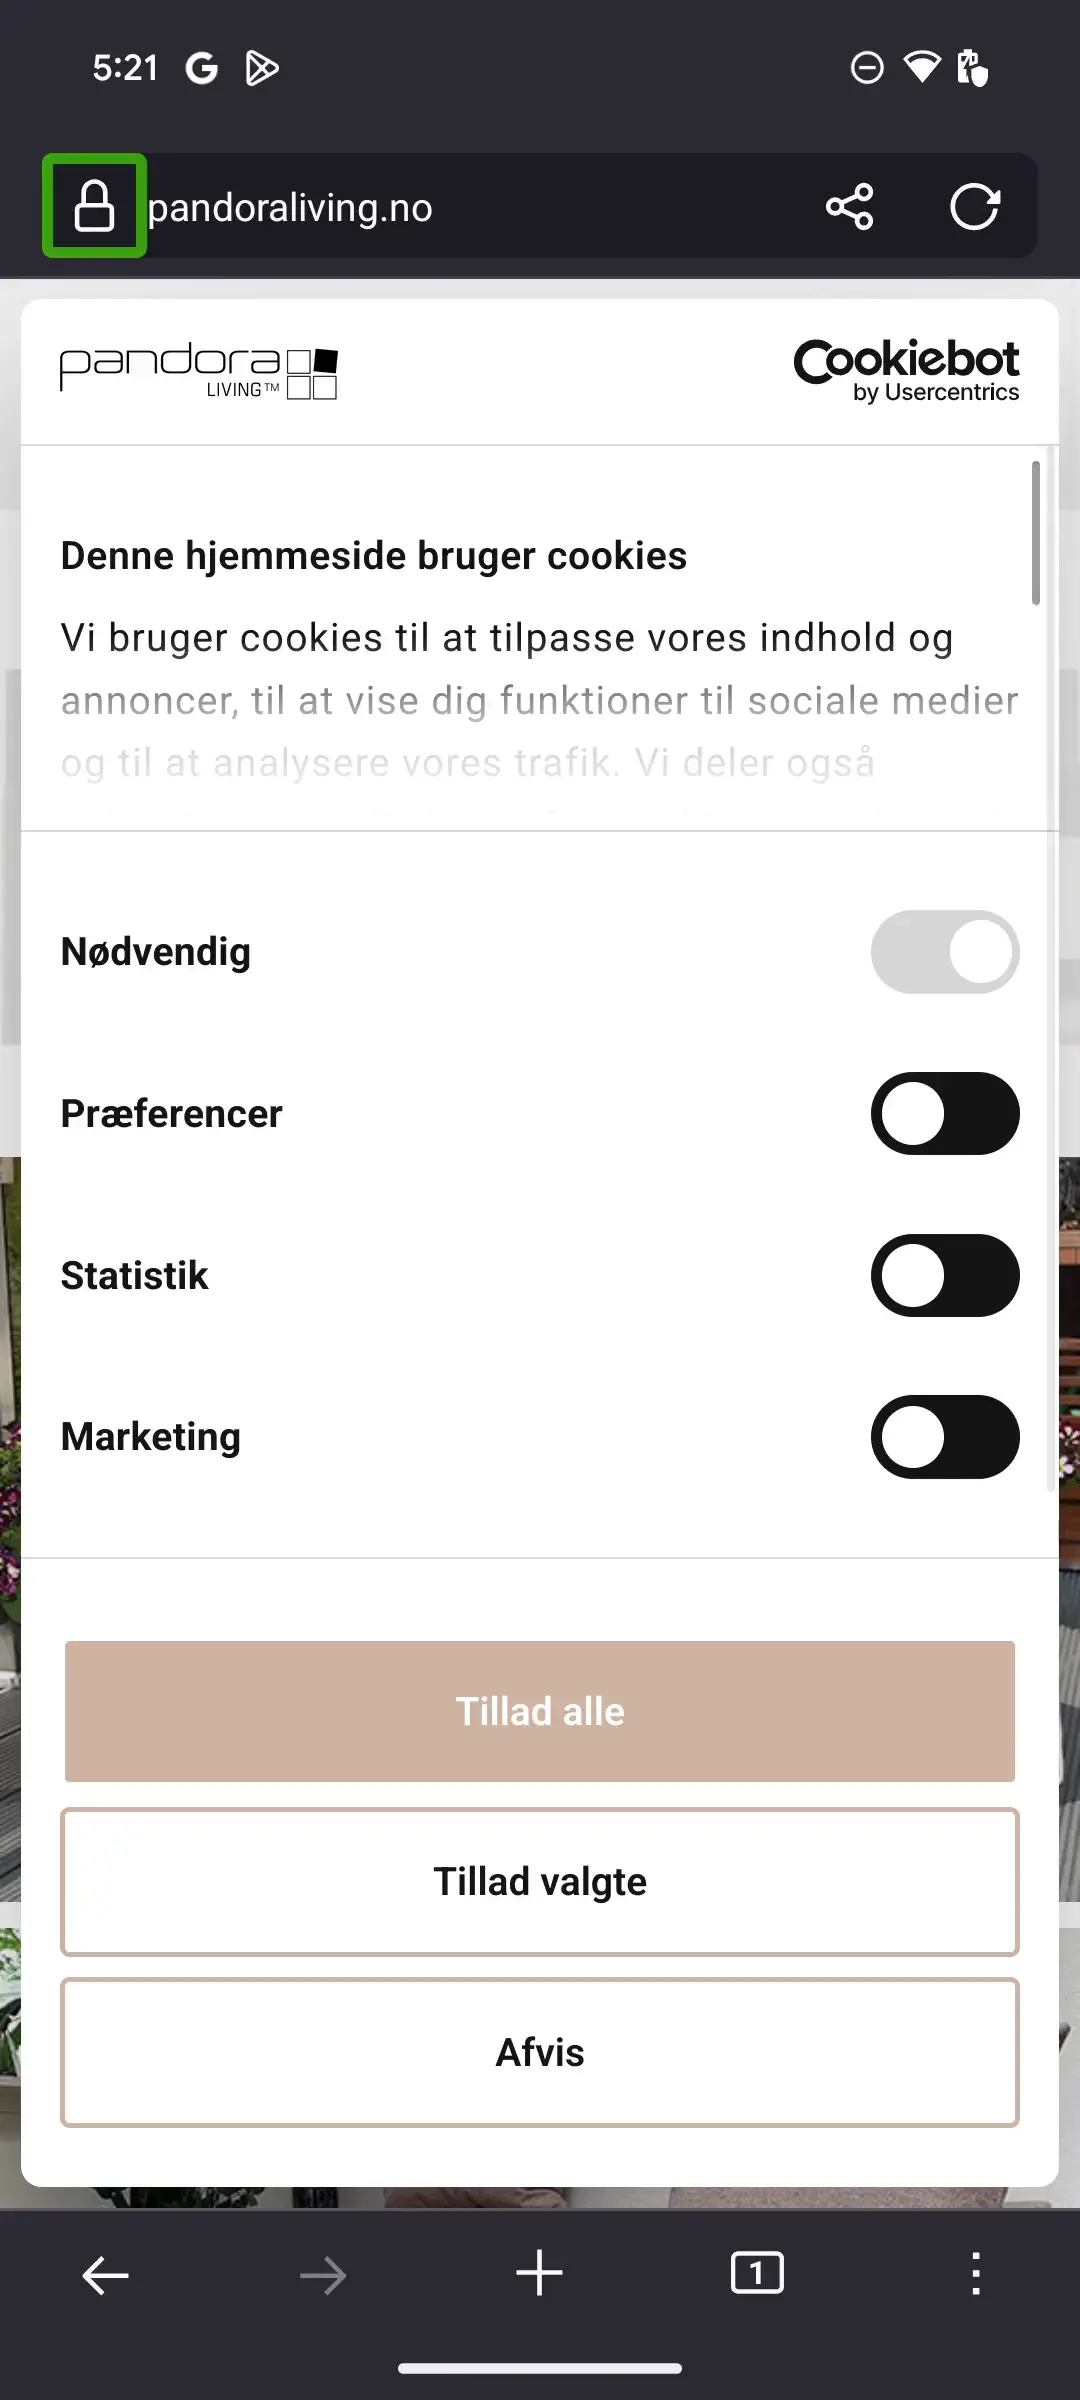 5:21
pandoraliving.no
pandora
LIVING™
Cookiebot
by Usercentrics
Denne hjemmeside bruger cookies
Vi bruger cookies til at tilpasse vores indhold og
annoncer, til at vise dig funktioner til sociale medier
og til at analysere vores trafik. Vi deler også
Nødvendig
Præferencer
Statistik
Marketing
Tillad alle
Tillad valgte
Afvis
1